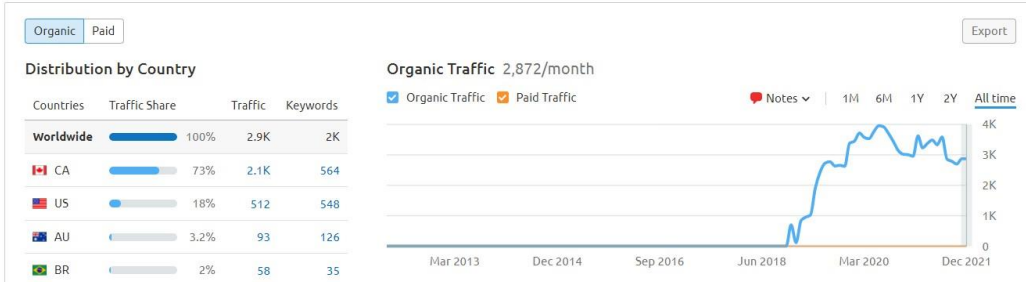 Organic Paid
Export
Distribution by Country
Countries Traffic Share Traffic Keywords
Worldwide 100% 2.9K 2K
CA 73% 2.1K 564
US 18% 512 548
AU 3.2% 93 126
BR 2% 58 35
Organic Traffic 2,872/month
Organic Traffic Paid Traffic
Notes 1M 6M 1Y 2Y All time
4K
3K
2K
1K
0
Mar 2013 Dec 2014 Sep 2016 Jun 2018 Mar 2020 Dec 2021